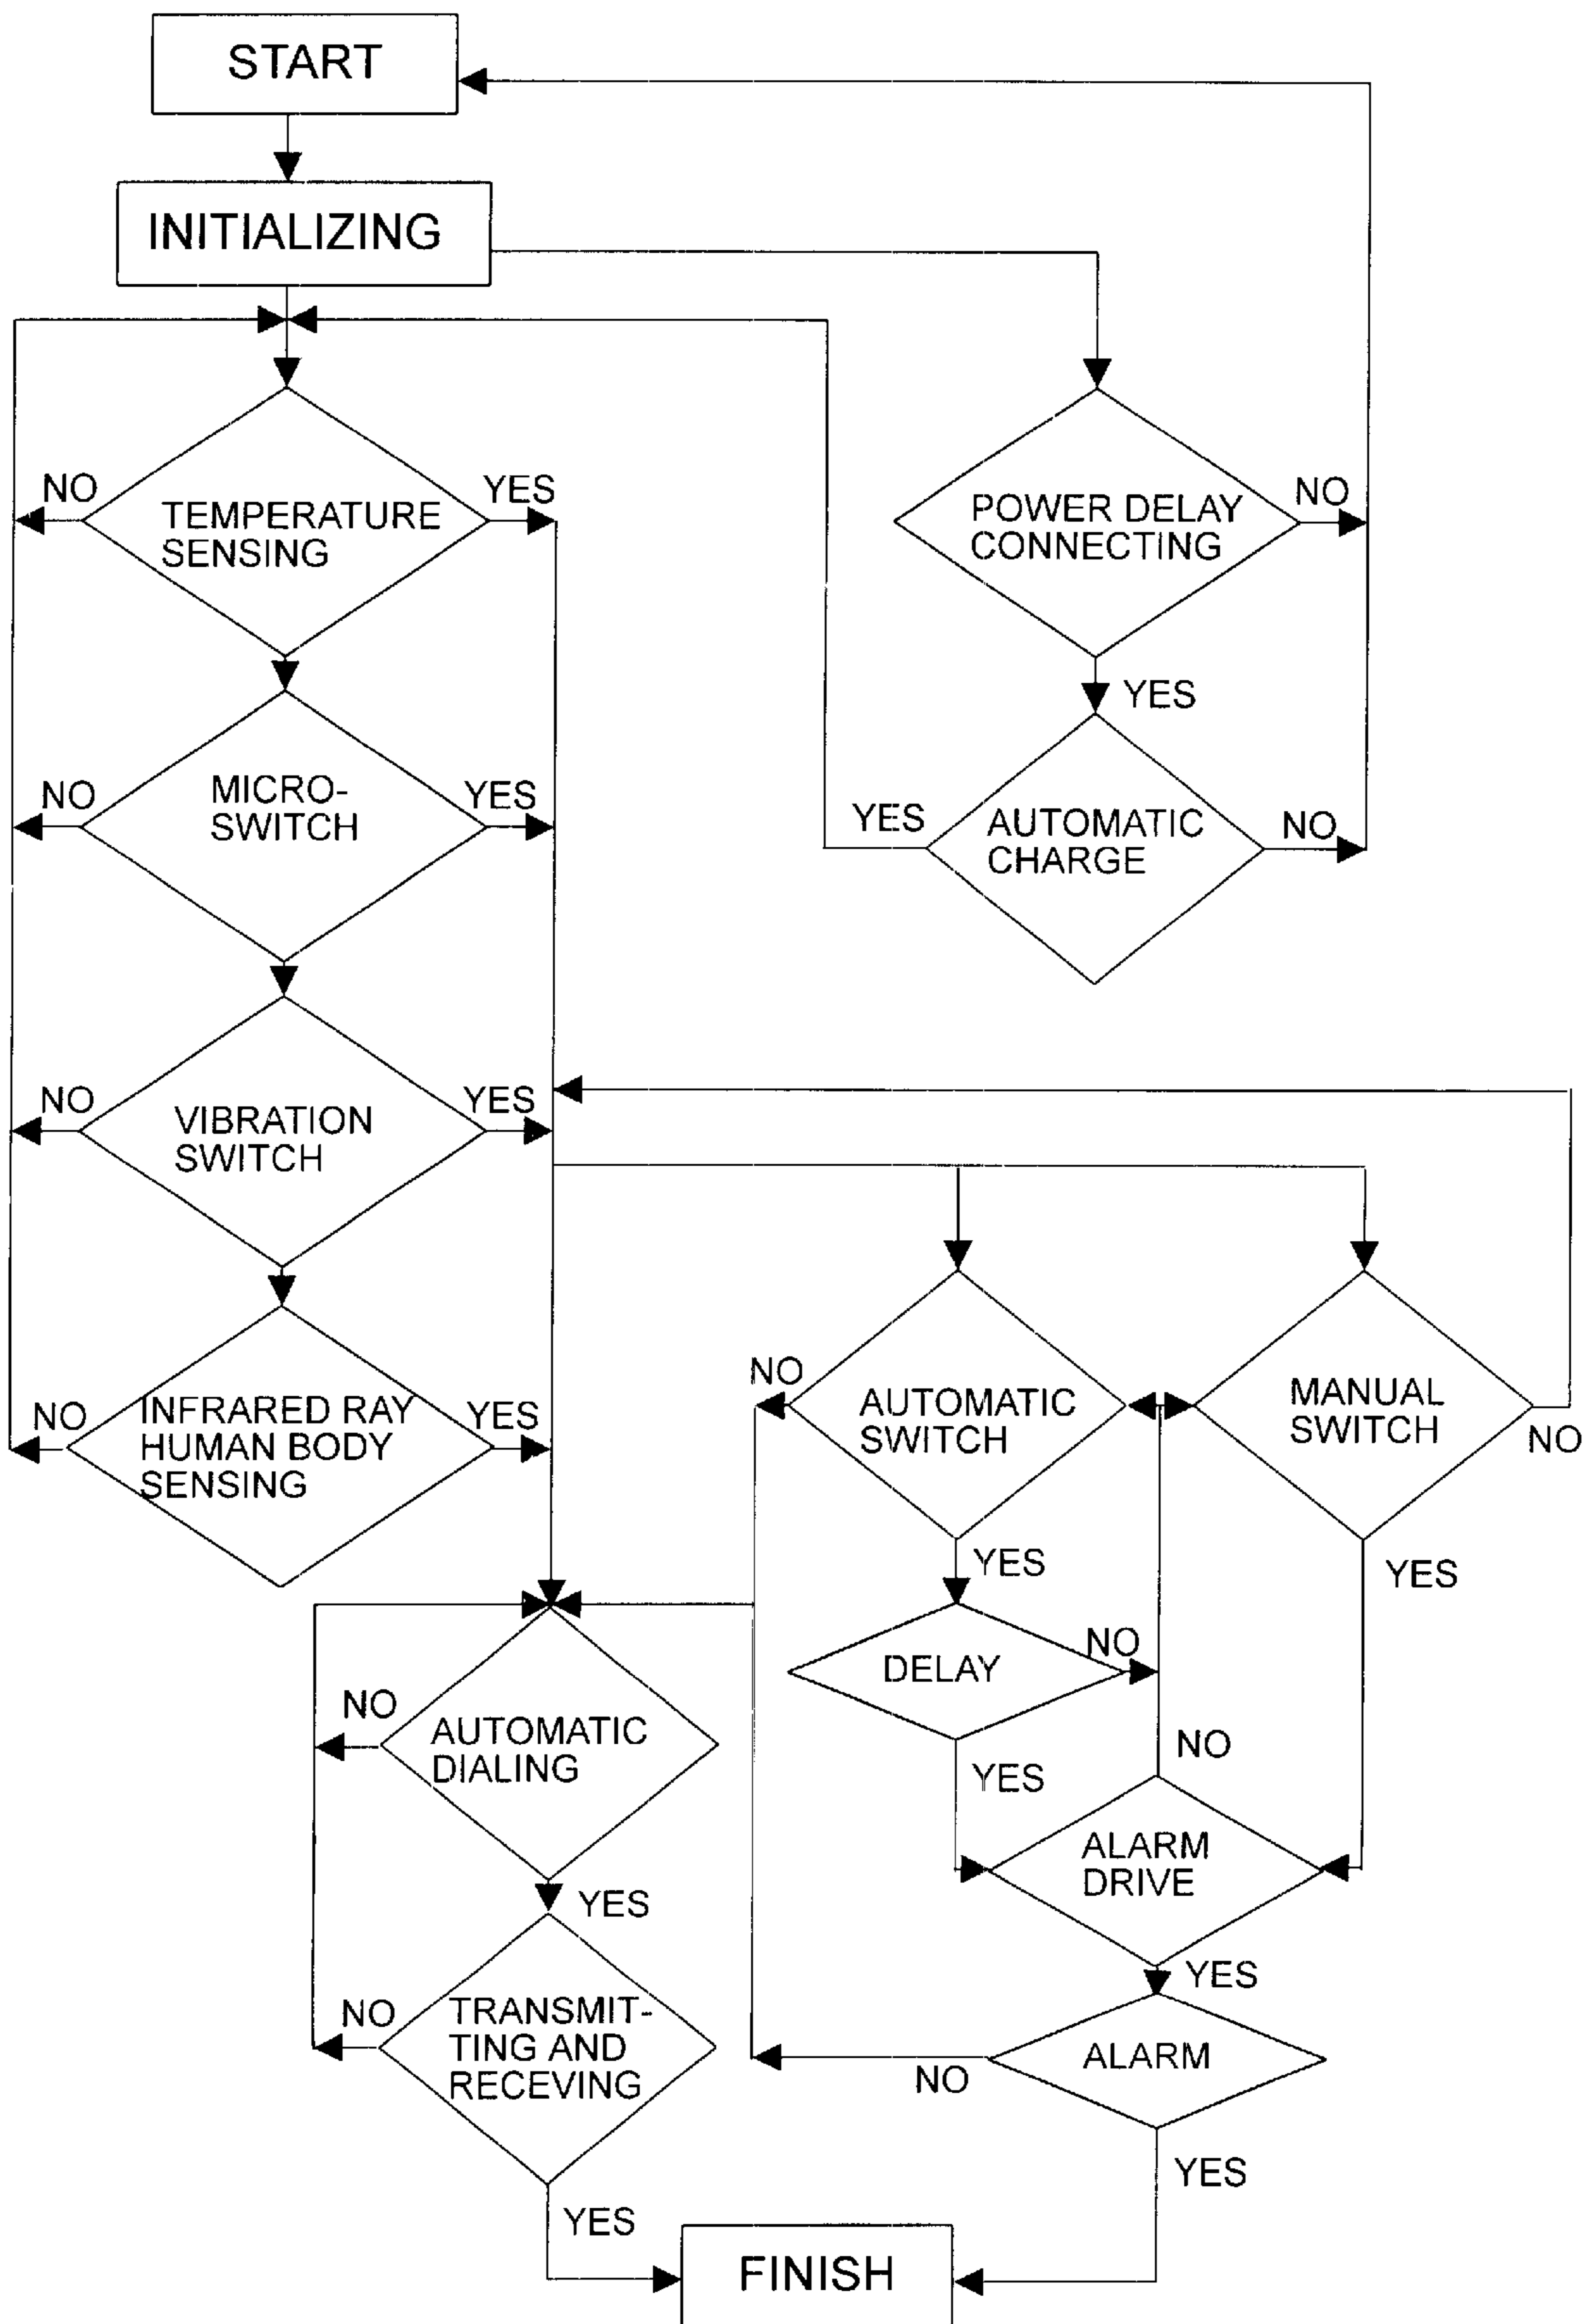 START
INITIALIZING
NO
TEMPERATURE
SENSING
YES
POWER DELAY
CONNECTING
NO
YES
NO
MICRO-
SWITCH
YES
YES
AUTOMATIC
CHARGE
NO
NO
VIBRATION
SWITCH
YES
NO
INFRARED RAY
HUMAN BODY
SENSING
YES
NO
AUTOMATIC
SWITCH
MANUAL
SWITCH
NO
YES
YES
DELAY
NO
NO
AUTOMATIC
DIALING
YES
NO
ALARM
DRIVE
YES
YES
NO
TRANSMIT-
TING AND
RECEVING
NO
ALARM
YES
YES
FINISH